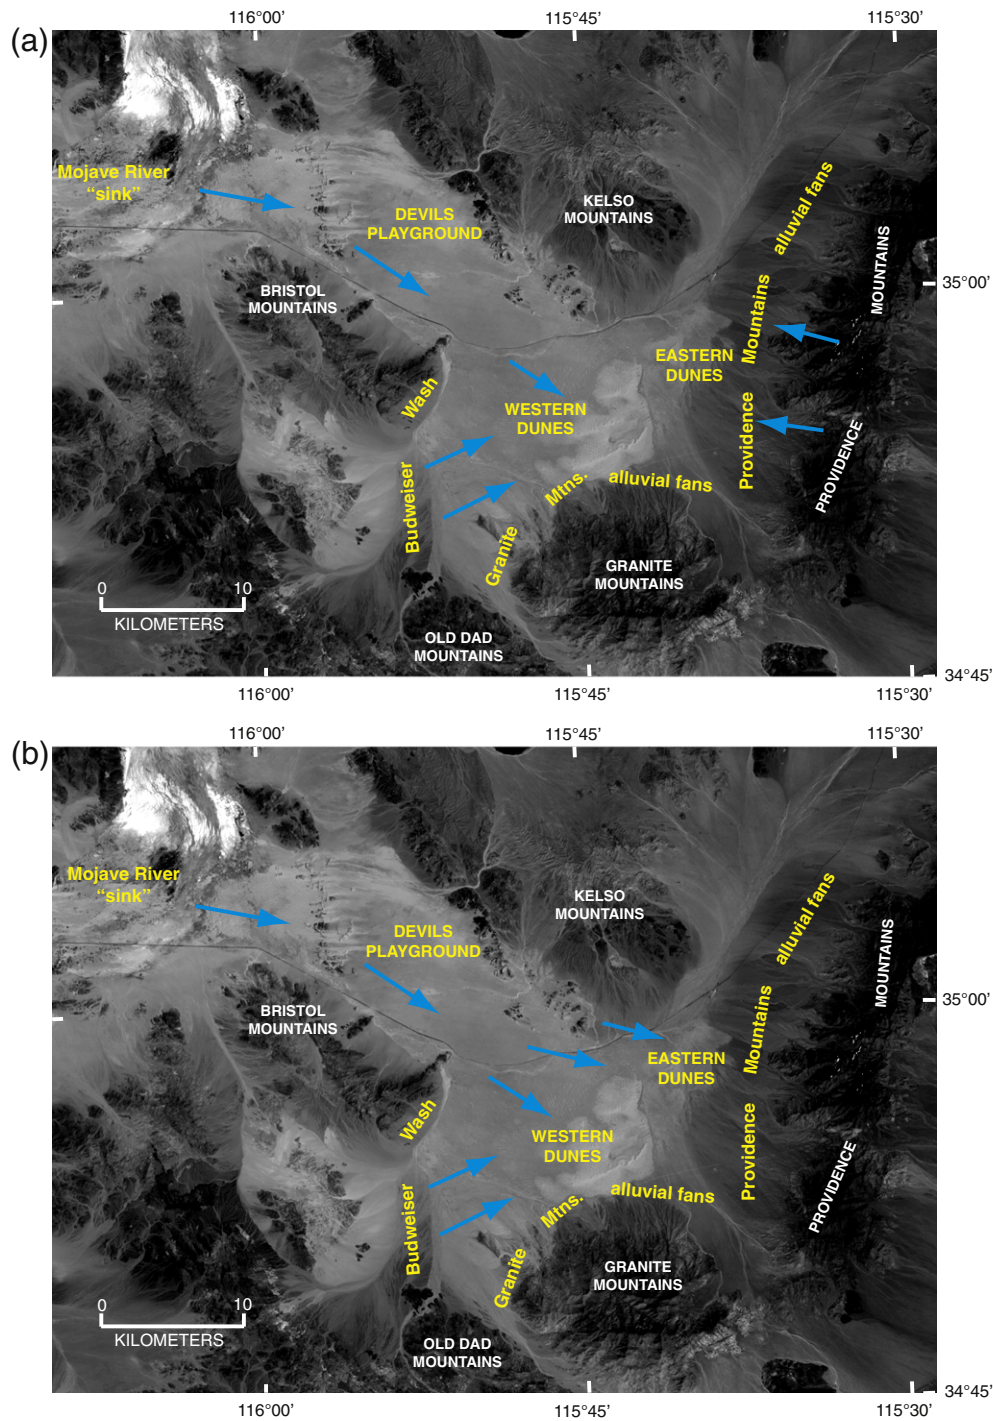 (a)
116°00'
115°45'
115°30'
Mojave River
“sink”
DEVILS
PLAYGROUND
KELSO
MOUNTAINS
alluvial fans
MOUNTAINS
35°00'
BRISTOL
MOUNTAINS
Mountains
EASTERN
DUNES
Wash
WESTERN
DUNES
Providence
PROVIDENCE
Budweiser
Mtns.
alluvial fans
Granite
GRANITE
MOUNTAINS
0
10
KILOMETERS
OLD DAD
MOUNTAINS
34°45'
116°00'
115°45'
115°30'
(b)
116°00'
115°45'
115°30'
Mojave River
“sink”
DEVILS
PLAYGROUND
KELSO
MOUNTAINS
alluvial fans
MOUNTAINS
35°00'
BRISTOL
MOUNTAINS
Mountains
EASTERN
DUNES
Wash
WESTERN
DUNES
Providence
PROVIDENCE
Budweiser
Mtns.
alluvial fans
Granite
GRANITE
MOUNTAINS
0
10
KILOMETERS
OLD DAD
MOUNTAINS
34°45'
116°00'
115°45'
115°30'